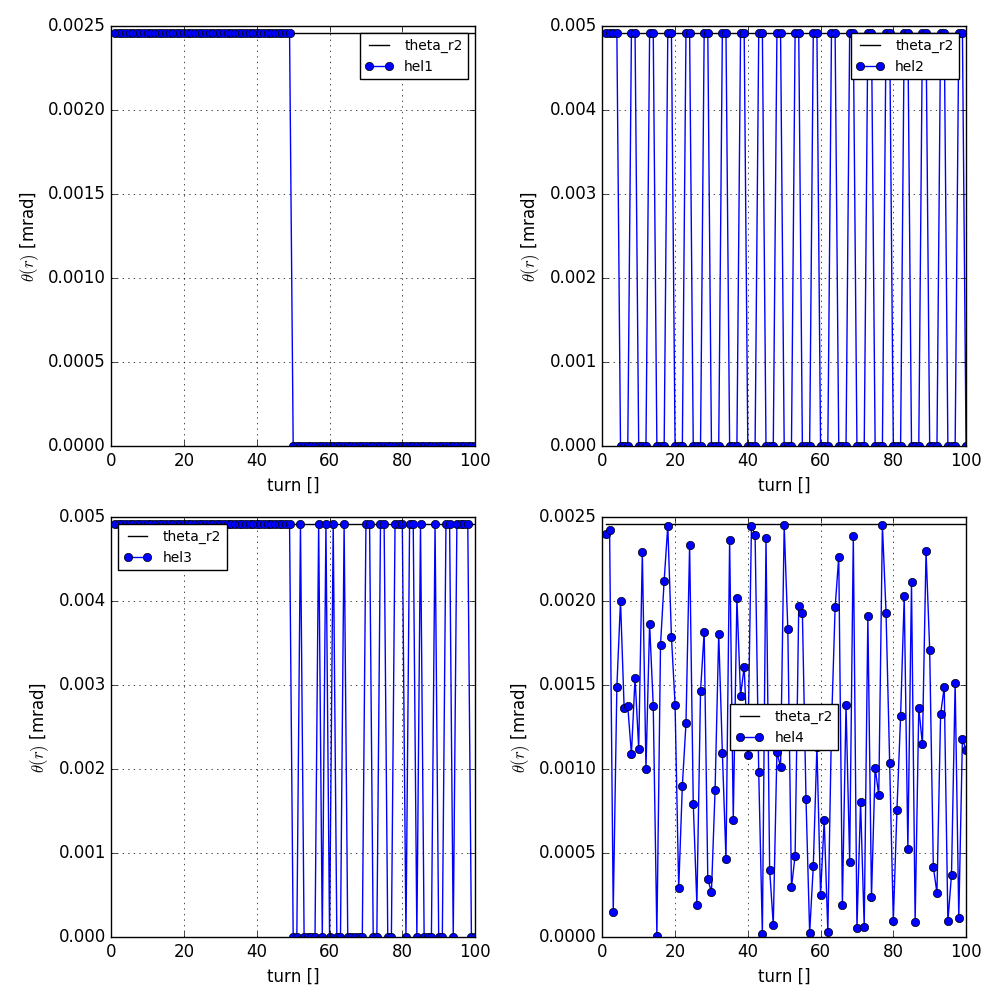 0.0025
0.0020
0.0015
0.0010
0.0005
0.0000
θ(r) [mrad]
theta_r2
hel1
0 20 40 60 80 100
turn []
0.005
0.004
0.003
0.002
0.001
0.000
θ(r) [mrad]
theta_r2
hel2
0 20 40 60 80 100
turn []
0.005
0.004
0.003
0.002
0.001
0.000
θ(r) [mrad]
theta_r2
hel3
0 20 40 60 80 100
turn []
0.0025
0.0020
0.0015
0.0010
0.0005
0.0000
θ(r) [mrad]
theta_r2
hel4
0 20 40 60 80 100
turn []